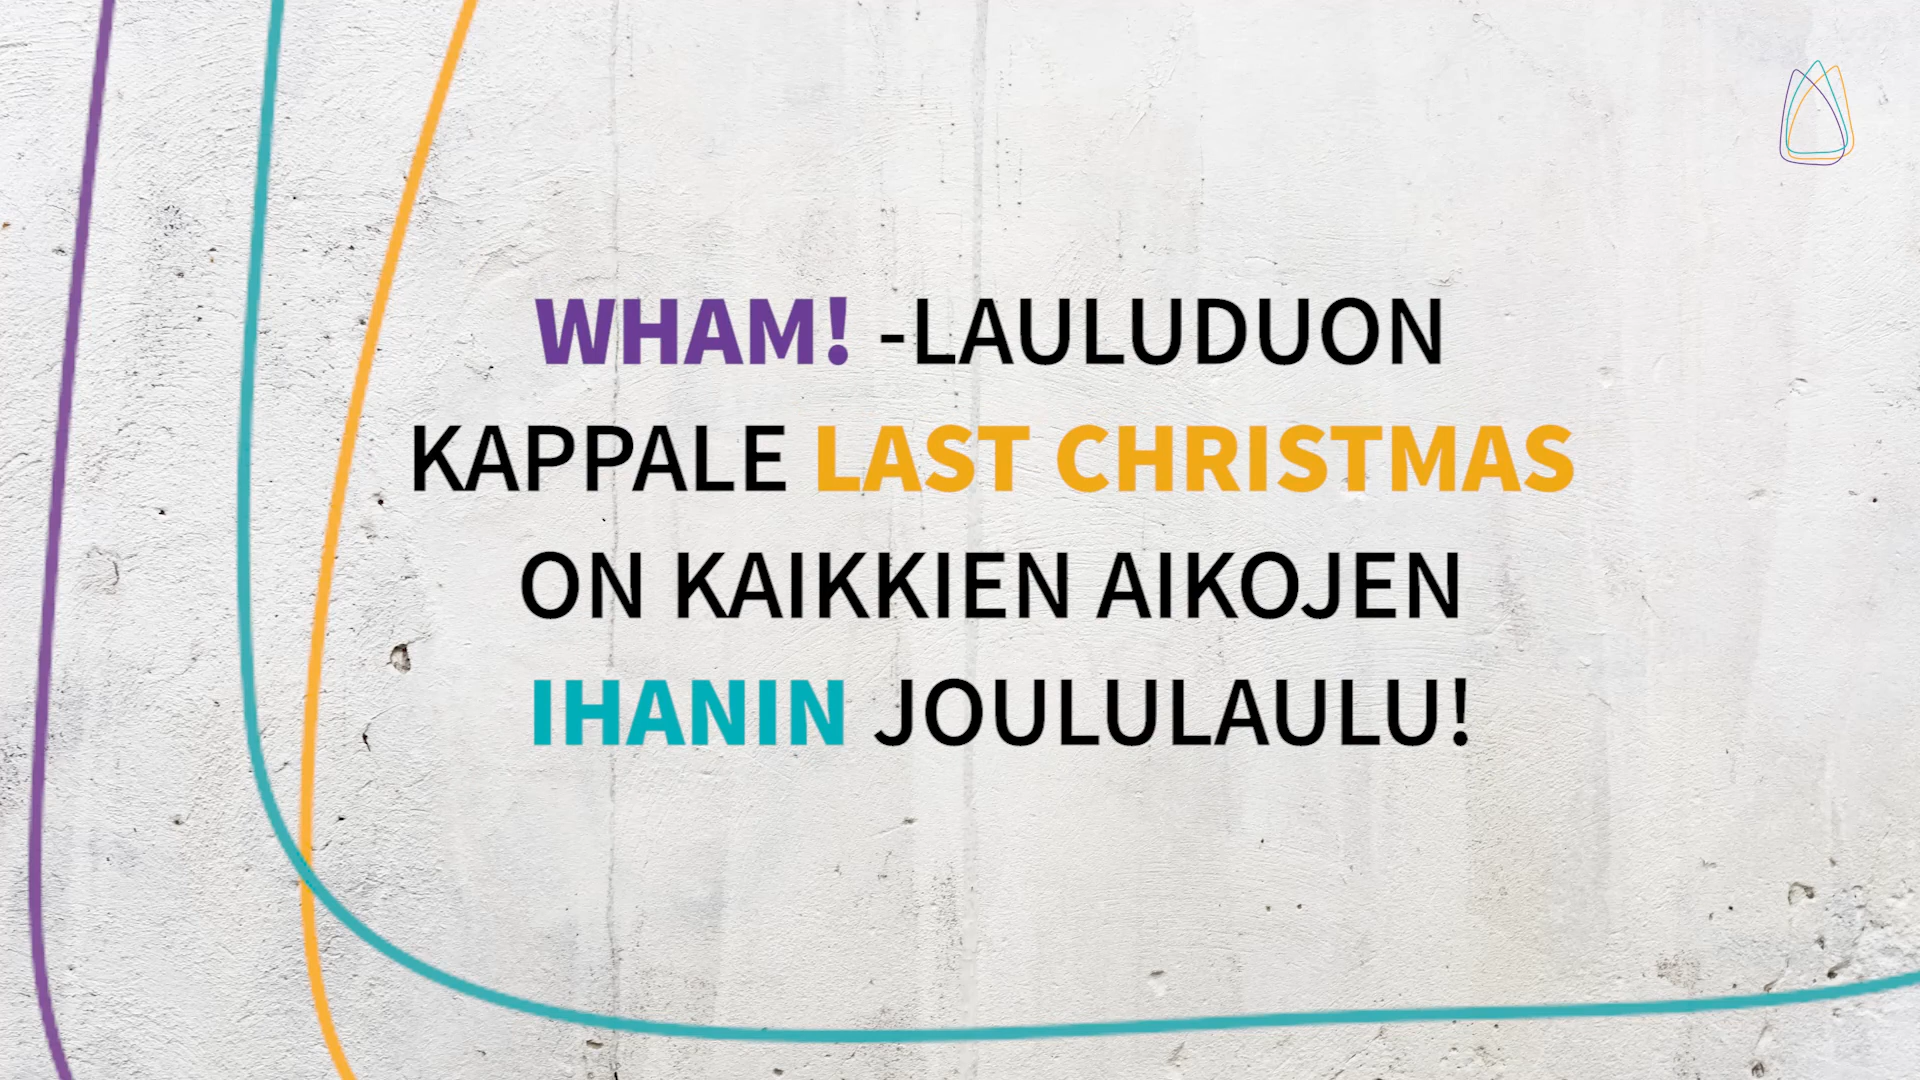 WHAM! -LAULUDUON
KAPPALE LAST CHRISTMAS
ON KAIKKIEN AIKOJEN
IHANIN JOULULAULU!